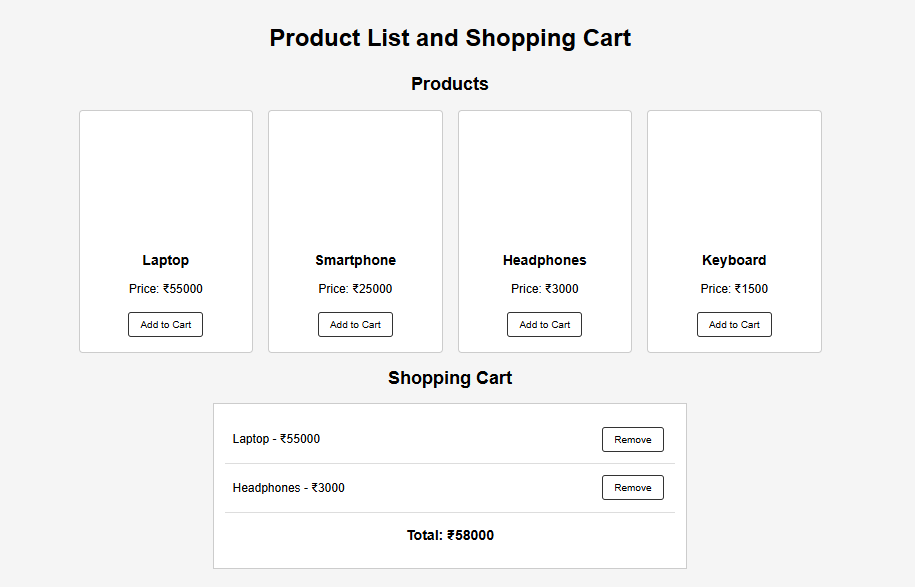 Product List and Shopping Cart
Products
Laptop
Price: ₹55000
Add to Cart
Smartphone
Price: ₹25000
Add to Cart
Headphones
Price: ₹3000
Add to Cart
Keyboard
Price: ₹1500
Add to Cart
Shopping Cart
Laptop - ₹55000 Remove
Headphones - ₹3000 Remove
Total: ₹58000